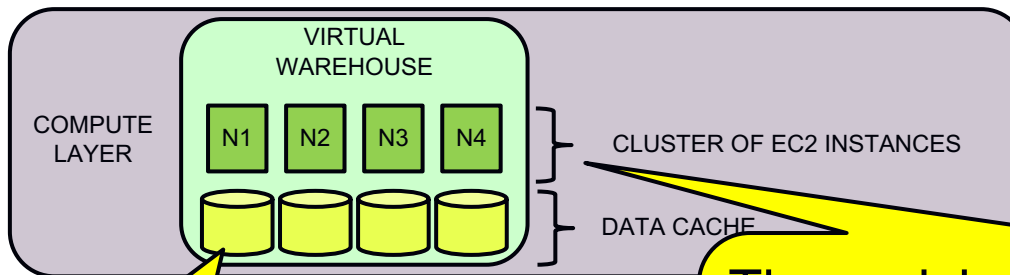 VIRTUAL
WAREHOUSE
COMPUTE
LAYER
N1 N2 N3 N4
CLUSTER OF EC2 INSTANCES
DATA CACHE